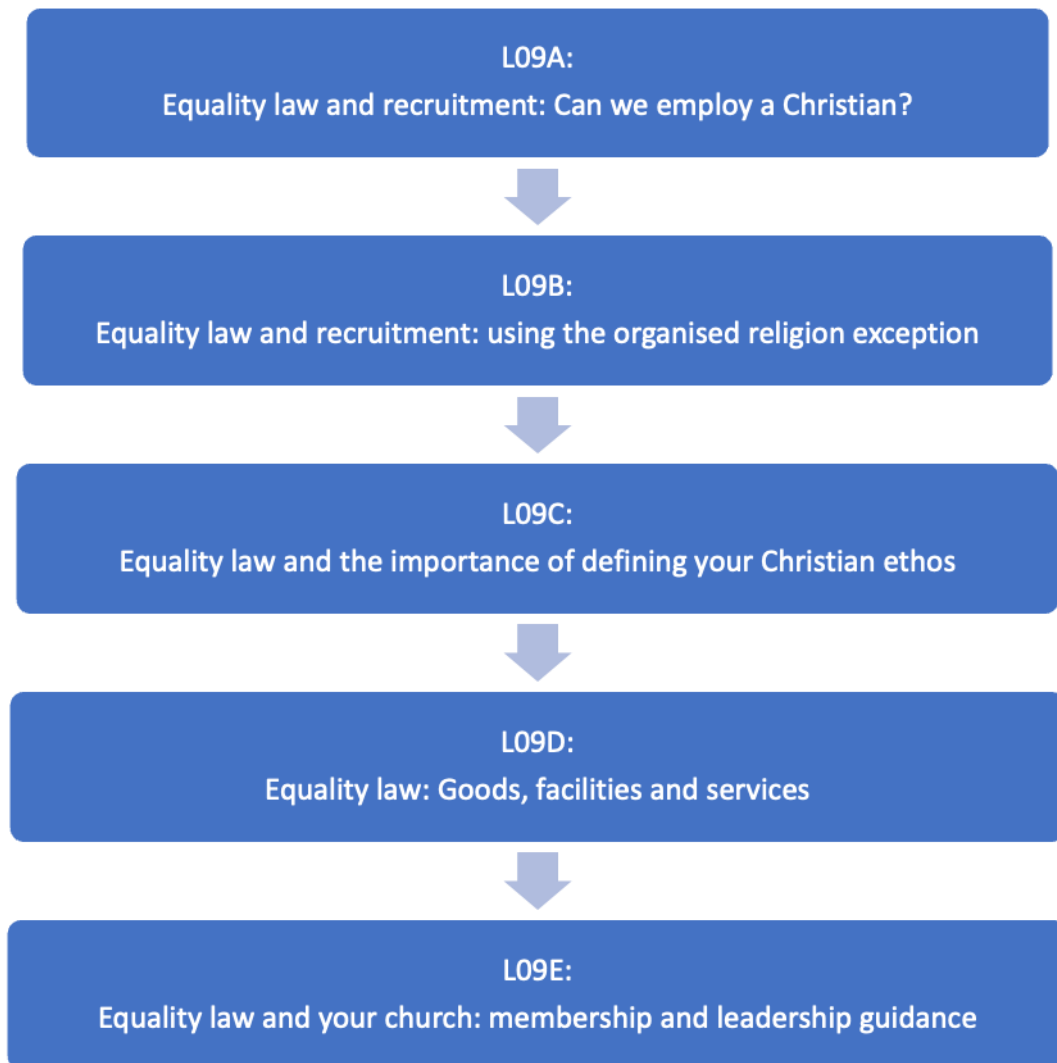 L09A:
Equality law and recruitment: Can we employ a Christian?
L09B:
Equality law and recruitment: using the organised religion exception
L09C:
Equality law and the importance of defining your Christian ethos
L09D:
Equality law: Goods, facilities and services
L09E:
Equality law and your church: membership and leadership guidance